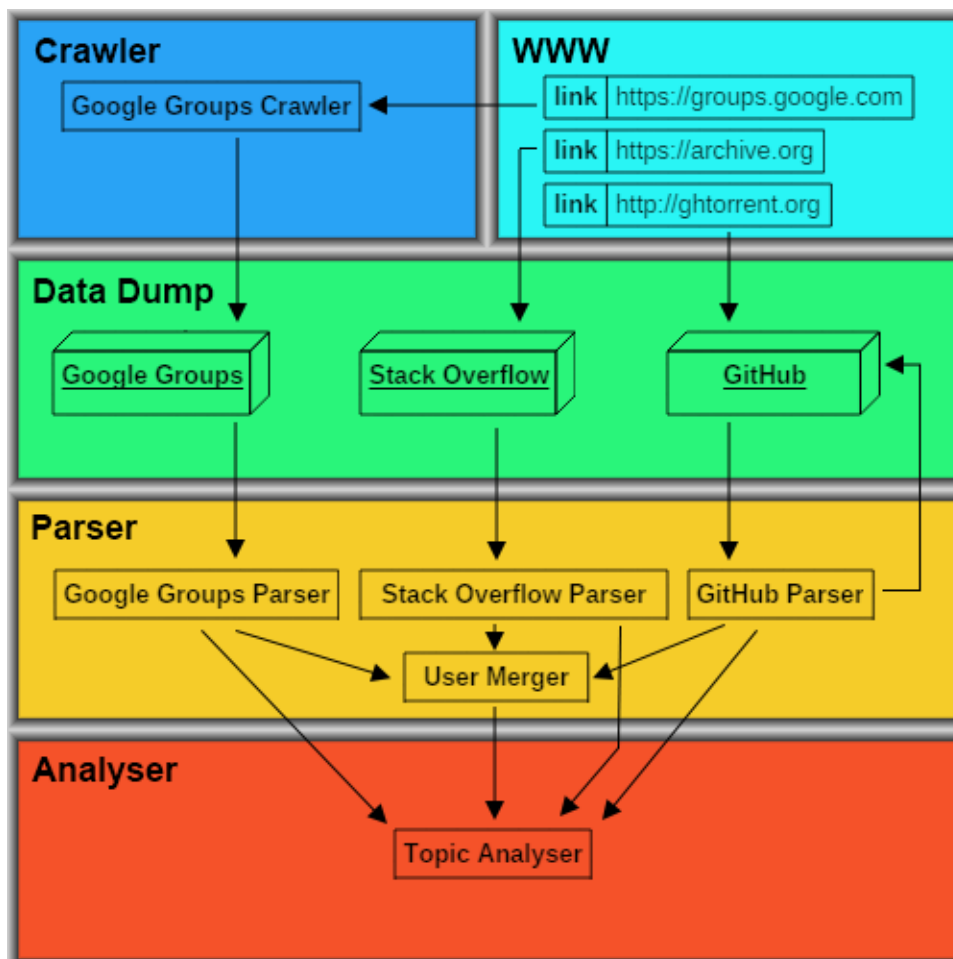 Crawler
WWW
Google Groups Crawler
link https://groups.google.com
link https://archive.org
link http://ghtorrent.org
Data Dump
Google Groups
Stack Overflow
GitHub
Parser
Google Groups Parser
Stack Overflow Parser
GitHub Parser
User Merger
Analyser
Topic Analyser